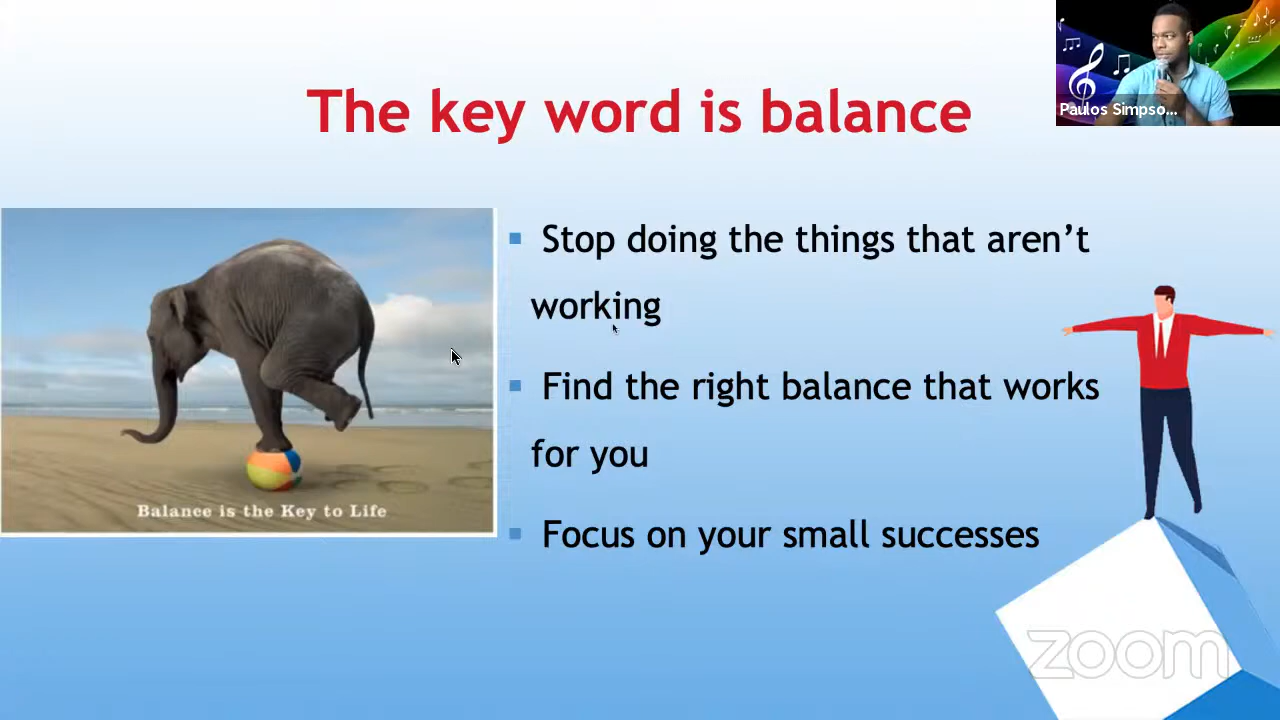 The key word is balance
Paulos Simpso...
Stop doing the things that aren’t
working
Find the right balance that works
for you
Focus on your small successes
Balance is the Key to Life
zoom